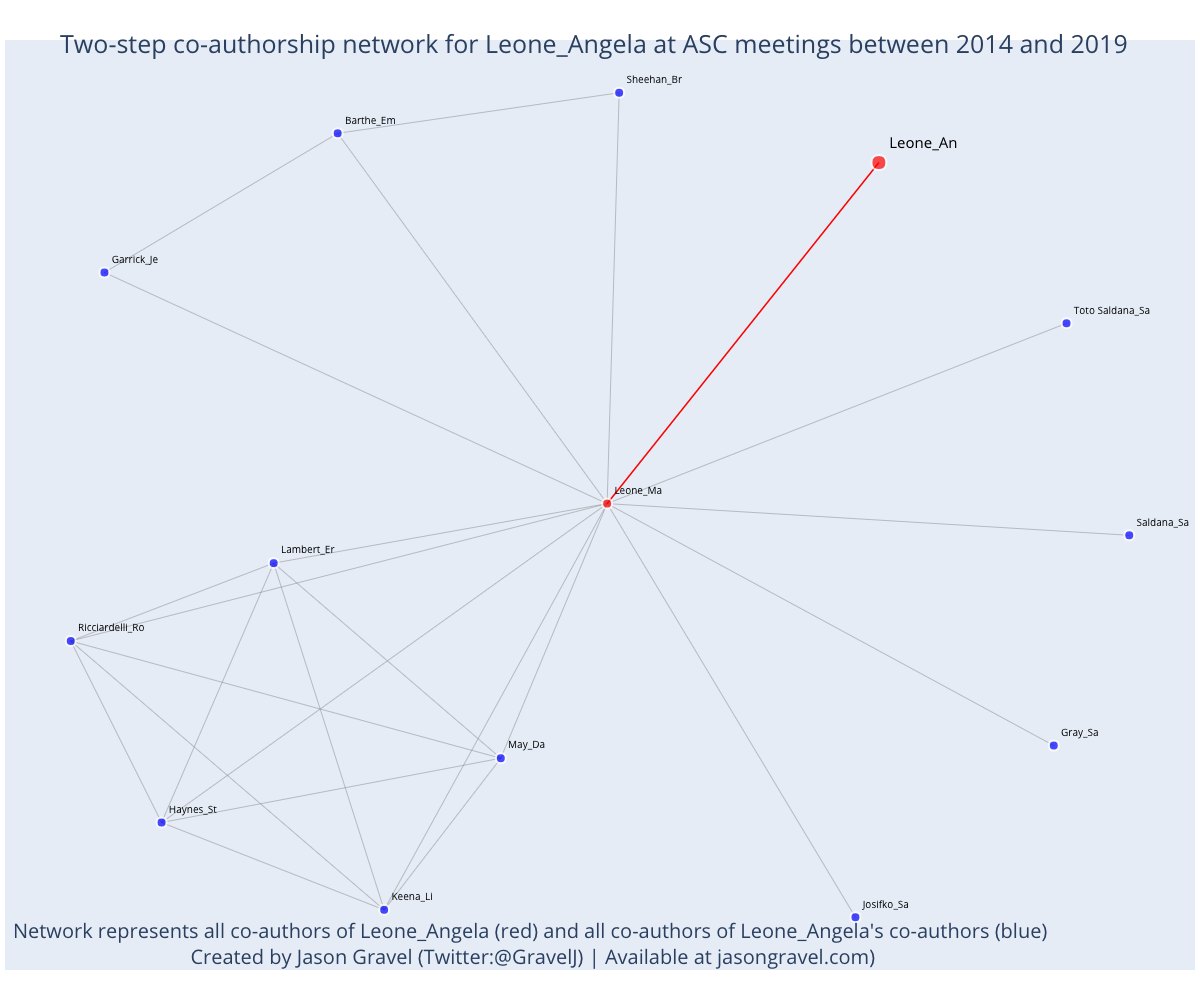 Two-step co-authorship network for Leone_Angela at ASC meetings between 2014 and 2019
Sheehan_Br
Barthe_Em
Leone_An
Garrick_Je
Toto Saldana_Sa
Leone_Ma
Saldana_Sa
Lambert_Er
Ricciardelli_Ro
Gray_Sa
May_Da
Haynes_St
Keena_Li
Josifko_Sa
Network represents all co-authors of Leone_Angela (red) and all co-authors of Leone_Angela's co-authors (blue)
Created by Jason Gravel (Twitter:@GravelJ) | Available at jasongravel.com)